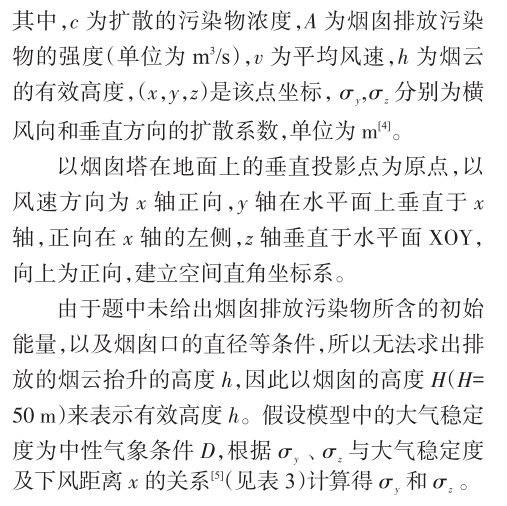 其中,c 为扩散的污染物浓度,A 为烟囱排放污染
物的强度(单位为 m³/s),v 为平均风速,h 为烟云
的有效高度,(x,y,z)是该点坐标, σy,σz 分别为横
风向和垂直方向的扩散系数,单位为 m[4]。
以烟囱塔在地面上的垂直投影点为原点,以
风速方向为 x 轴正向,y 轴在水平面上垂直于 x
轴,正向在 x 轴的左侧,z 轴垂直于水平面 XOY,
向上为正向,建立空间直角坐标系。
由于题中未给出烟囱排放污染物所含的初始
能量,以及烟囱口的直径等条件,所以无法求出排
放的烟云抬升的高度 h,因此以烟囱的高度 H(H=
50 m)来表示有效高度 h。假设模型中的大气稳定
度为中性气象条件 D,根据 σy 、σz 与大气稳定度
及下风距离 x 的关系[5](见表 3)计算得 σy 和 σz 。